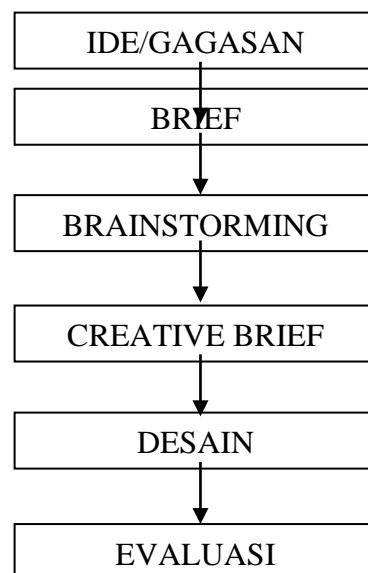 IDE/GAGASAN
BRIEF
BRAINSTORMING
CREATIVE BRIEF
DESAIN
EVALUASI